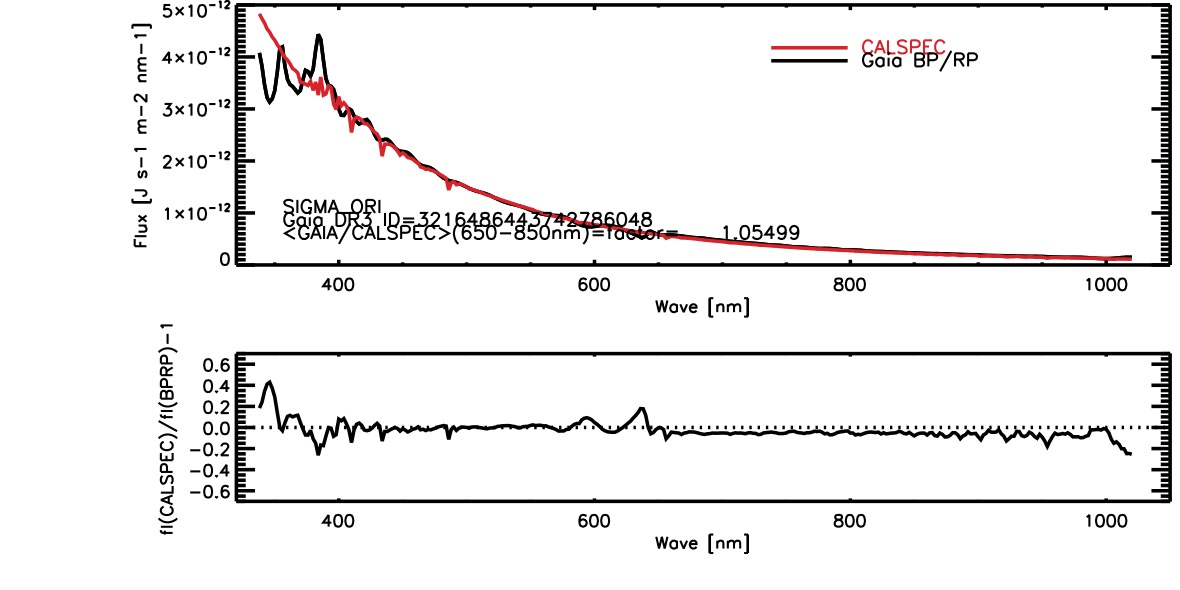 5×10−12
4×10−12
3×10−12
2×10−12
1×10−12
0
Flux [J s−1 m−2 nm−1]
CALSPEC
Gaia BP/RP
SIGMA_ORI
Gaia DR3 ID=3216486443742786048
<GAIA/CALSPEC>(650−850nm)=factor= 1.05499
400 600 800 1000
Wave [nm]
fl(CALSPEC)/fl(BPRP)−1
0.6
0.4
0.2
0.0
−0.2
−0.4
−0.6
400 600 800 1000
Wave [nm]